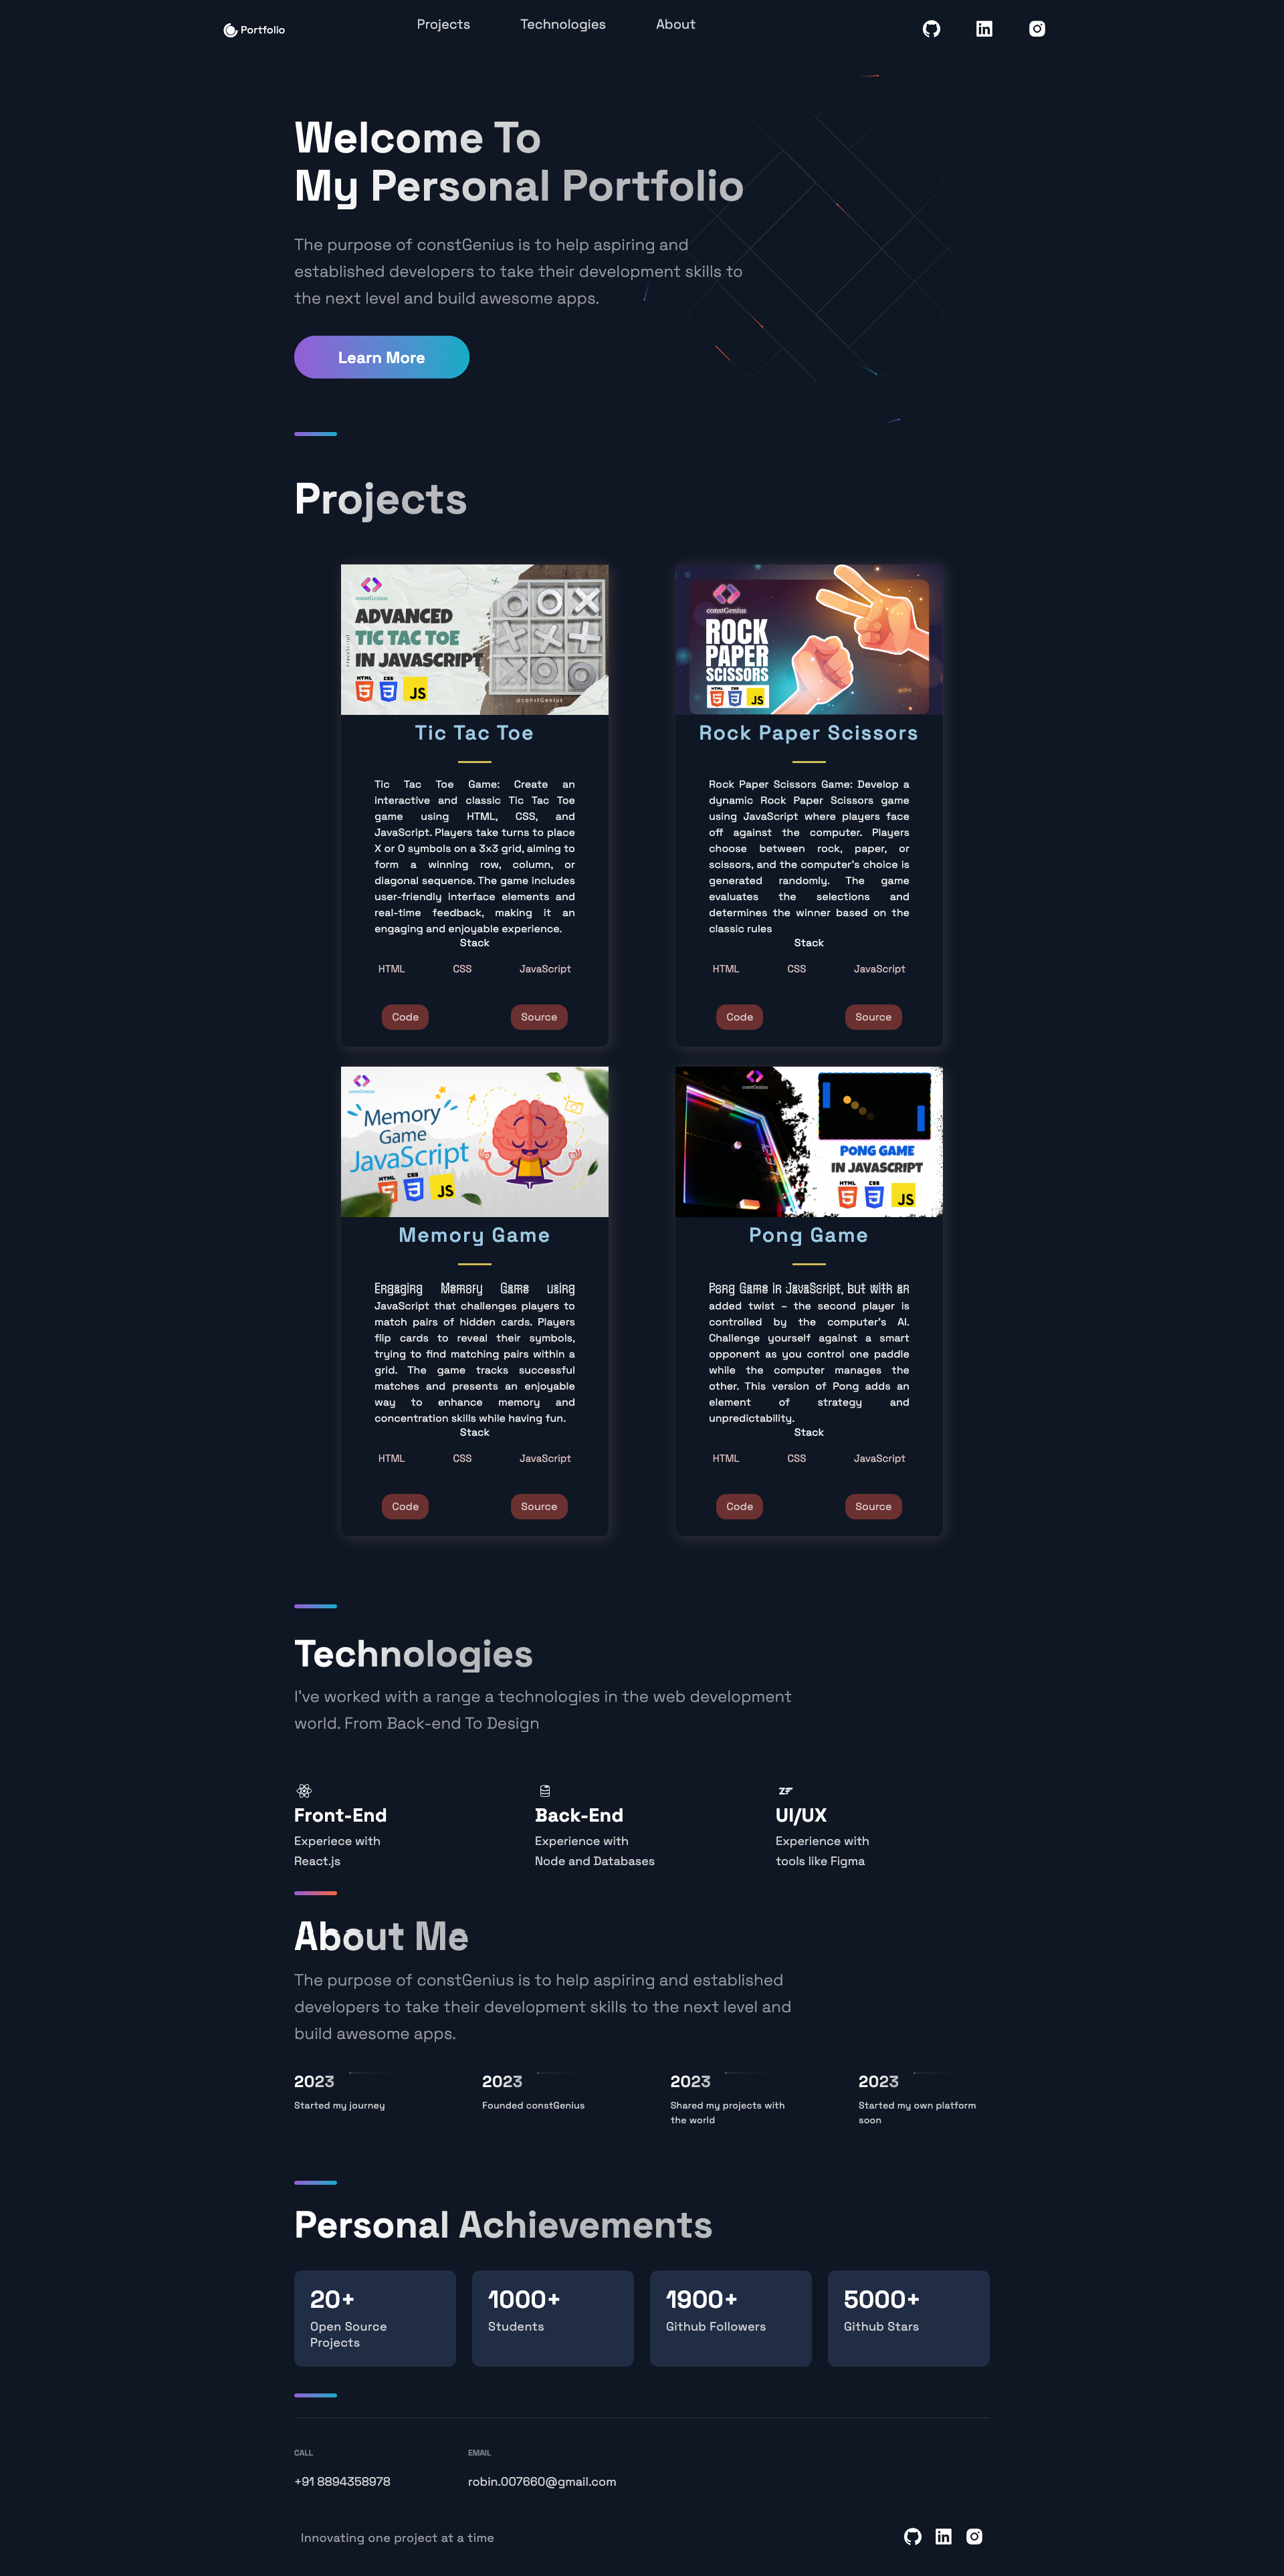 Portfolio
Projects
Technologies
About
Welcome To
My Personal Portfolio
The purpose of constGenius is to help aspiring and
established developers to take their development skills to
the next level and build awesome apps.
Learn More
Projects
constGenius
ADVANCED
TIC TAC TOE
IN JAVASCRIPT
HTML
CSS
5
3
JS
@constGenius
Tic Tac Toe
Tic Tac Toe Game: Create an
interactive and classic Tic Tac Toe
game using HTML, CSS, and
JavaScript. Players take turns to place
X or O symbols on a 3x3 grid, aiming to
form a winning row, column, or
diagonal sequence. The game includes
user-friendly interface elements and
real-time feedback, making it an
engaging and enjoyable experience.
Stack
HTML
CSS
JavaScript
Code
Source
constGenius
ROCK
PAPER
SCISSORS
HTML
CSS
5
3
JS
Rock Paper Scissors
Rock Paper Scissors Game: Develop a
dynamic Rock Paper Scissors game
using JavaScript where players face
off against the computer. Players
choose between rock, paper, or
scissors, and the computer's choice is
generated randomly. The game
evaluates the selections and
determines the winner based on the
classic rules
Stack
HTML
CSS
JavaScript
Code
Source
constGenius
Memory
Game
JavaScript
HTML
CSS
5
3
JS
Memory Game
Engaging Memory Game using
JavaScript that challenges players to
match pairs of hidden cards. Players
flip cards to reveal their symbols,
trying to find matching pairs within a
grid. The game tracks successful
matches and presents an enjoyable
way to enhance memory and
concentration skills while having fun.
Stack
HTML
CSS
JavaScript
Code
Source
constGenius
PONG GAME
IN JAVASCRIPT
HTML
CSS
5
3
JS
Pong Game
Pong Game in JavaScript, but with an
added twist – the second player is
controlled by the computer's AI.
Challenge yourself against a smart
opponent as you control one paddle
while the computer manages the
other. This version of Pong adds an
element of strategy and
unpredictability.
Stack
HTML
CSS
JavaScript
Code
Source
Technologies
I've worked with a range a technologies in the web development
world. From Back-end To Design
Front-End
Experiece with
React.js
Back-End
Experience with
Node and Databases
UI/UX
Experience with
tools like Figma
About Me
The purpose of constGenius is to help aspiring and established
developers to take their development skills to the next level and
build awesome apps.
2023
Started my journey
2023
Founded constGenius
2023
Shared my projects with
the world
2023
Started my own platform
soon
Personal Achievements
20+
Open Source
Projects
1000+
Students
1900+
Github Followers
5000+
Github Stars
CALL
+91 8894358978
EMAIL
robin.007660@gmail.com
Innovating one project at a time